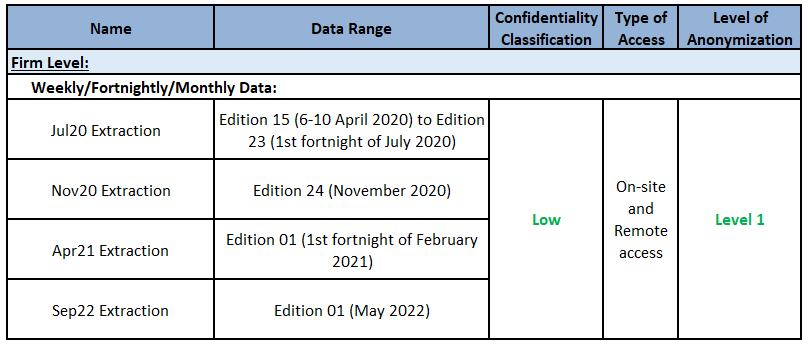 Name Data Range Confidentiality Classification Type of Access Level of Anonymization
Firm Level:
Weekly/Fortnightly/Monthly Data:
Jul20 Extraction
Edition 15 (6-10 April 2020) to Edition
23 (1st fortnight of July 2020)
Nov20 Extraction
Edition 24 (November 2020)
Apr21 Extraction
Edition 01 (1st fortnight of February
2021)
Sep22 Extraction
Edition 01 (May 2022)
Low
On-site
and
Remote
access
Level 1